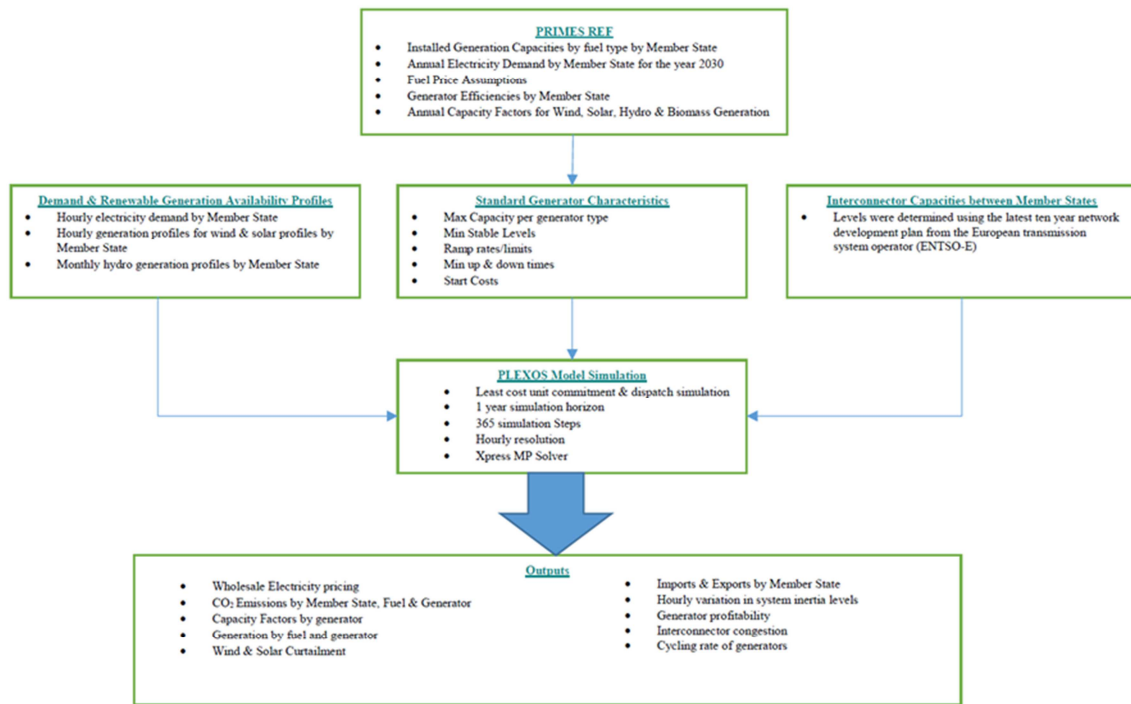 PRIMES REF
• Installed Generation Capacities by fuel type by Member State
• Annual Electricity Demand by Member State for the year 2030
• Fuel Price Assumptions
• Generator Efficiencies by Member State
• Annual Capacity Factors for Wind, Solar, Hydro & Biomass Generation
Demand & Renewable Generation Availability Profiles
• Hourly electricity demand by Member State
• Hourly generation profiles for wind & solar profiles by
Member State
• Monthly hydro generation profiles by Member State
Standard Generator Characteristics
• Max Capacity per generator type
• Min Stable Levels
• Ramp rates/limits
• Min up & down times
• Start Costs
Interconnector Capacities between Member States
• Levels were determined using the latest ten year network
development plan from the European transmission
system operator (ENTSO-E)
PLEXOS Model Simulation
• Least cost unit commitment & dispatch simulation
• 1 year simulation horizon
• 365 simulation Steps
• Hourly resolution
• Xpress MP Solver
Outputs
• Wholesale Electricity pricing
• CO₂ Emissions by Member State, Fuel & Generator
• Capacity Factors by generator
• Generation by fuel and generator
• Wind & Solar Curtailment
• Imports & Exports by Member State
• Hourly variation in system inertia levels
• Generator profitability
• Interconnector congestion
• Cycling rate of generators